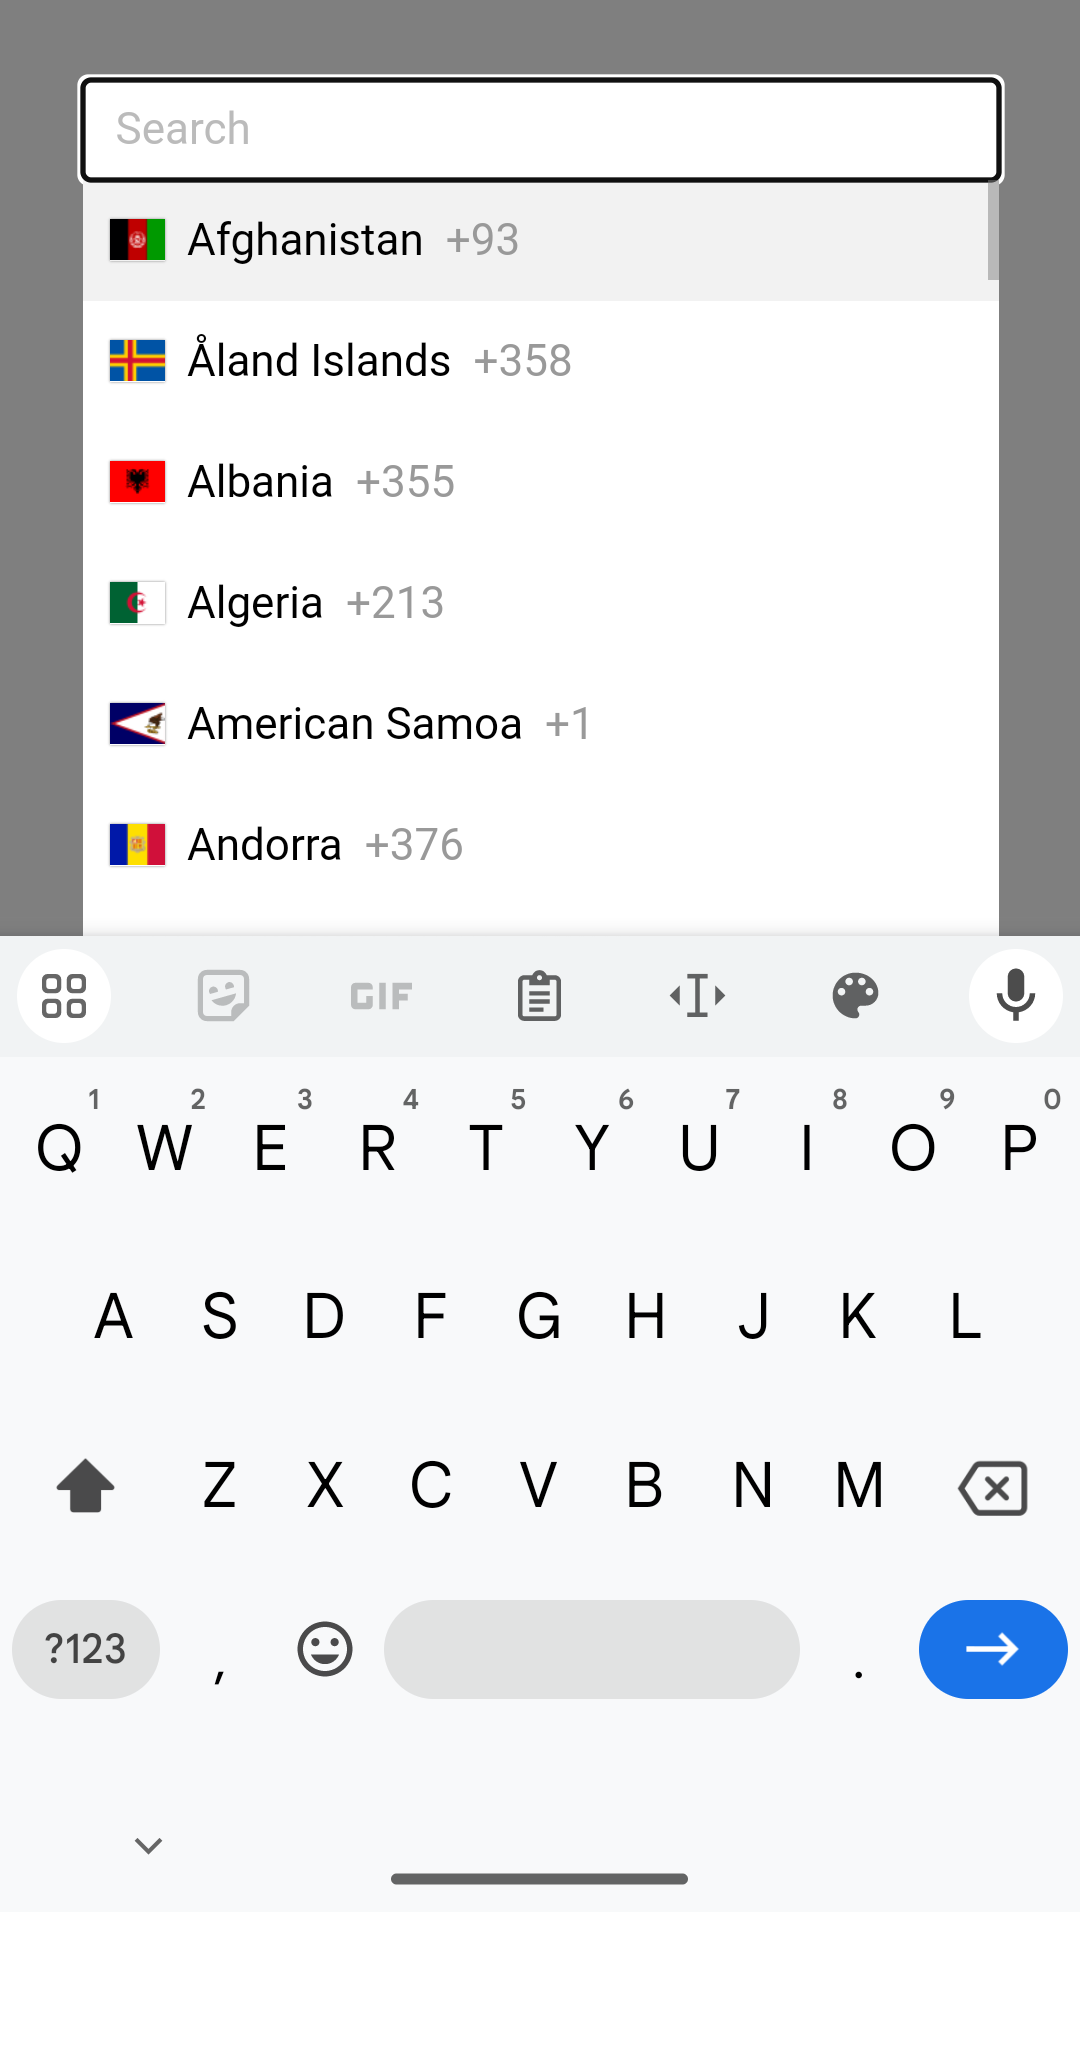 Search
Afghanistan +93
Åland Islands +358
Albania +355
Algeria +213
American Samoa +1
Andorra +376
GIF
1 2 3 4 5 6 7 8 9 0
Q W E R T Y U I O P
A S D F G H J K L
Z X C V B N M
?123 , .